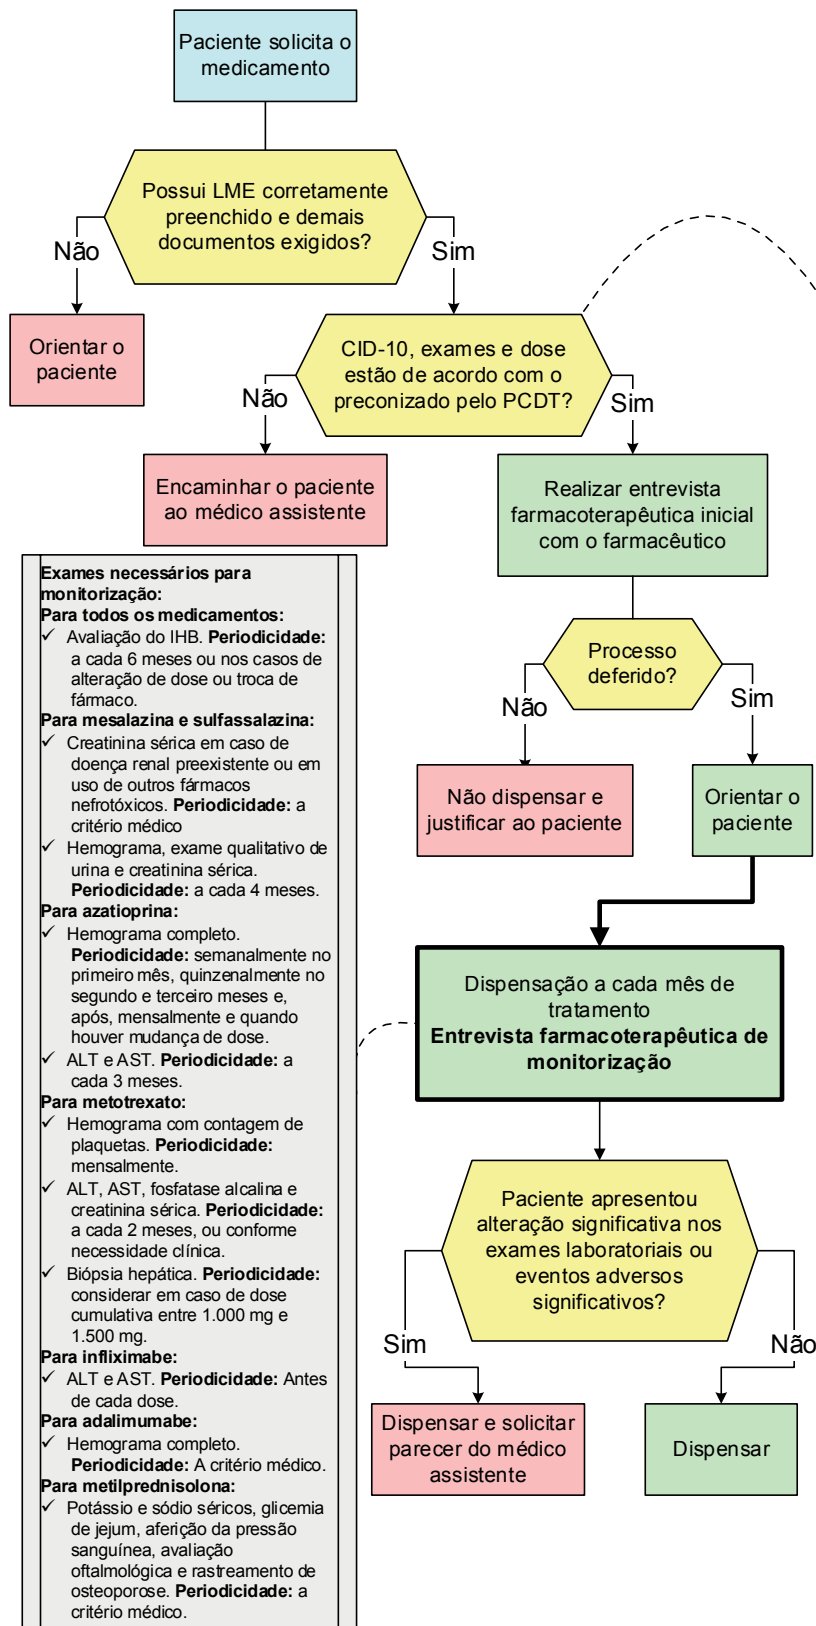 Paciente solicita o
medicamento
Possui LME corretamente
preenchido e demais
documentos exigidos?
Não
Sim
Orientar o
paciente
CID-10, exames e dose
estão de acordo com o
preconizado pelo PCDT?
Não
Sim
Encaminhar o paciente
ao médico assistente
Realizar entrevista
farmacoterapêutica inicial
com o farmacêutico
Processo
deferido?
Não
Sim
Não dispensar e
justificar ao paciente
Orientar o
paciente
Dispensação a cada mês de
tratamento
Entrevista farmacoterapêutica de
monitorização
Paciente apresentou
alteração significativa nos
exames laboratoriais ou
eventos adversos
significativos?
Sim
Não
Dispensar e solicitar
parecer do médico
assistente
Dispensar
Exames necessários para
monitorização:
Para todos os medicamentos:
✓ Avaliação do IHB. Periodicidade:
a cada 6 meses ou nos casos de
alteração de dose ou troca de
fármaco.
Para mesalazina e sulfassalazina:
✓ Creatinina sérica em caso de
doença renal preexistente ou em
uso de outros fármacos
nefrotóxicos. Periodicidade: a
critério médico
✓ Hemograma, exame qualitativo de
urina e creatinina sérica.
Periodicidade: a cada 4 meses.
Para azatioprina:
✓ Hemograma completo.
Periodicidade: semanalmente no
primeiro mês, quinzenalmente no
segundo e terceiro meses e,
após, mensalmente e quando
houver mudança de dose.
✓ ALT e AST. Periodicidade: a
cada 3 meses.
Para metotrexato:
✓ Hemograma com contagem de
plaquetas. Periodicidade:
mensalmente.
✓ ALT, AST, fosfatase alcalina e
creatinina sérica. Periodicidade:
a cada 2 meses, ou conforme
necessidade clínica.
✓ Biópsia hepática. Periodicidade:
considerar em caso de dose
cumulativa entre 1.000 mg e
1.500 mg.
Para infliximabe:
✓ ALT e AST. Periodicidade: Antes
de cada dose.
Para adalimumabe:
✓ Hemograma completo.
Periodicidade: A critério médico.
Para metilprednisolona:
✓ Potássio e sódio séricos, glicemia
de jejum, aferição da pressão
sanguínea, avaliação
oftalmológica e rastreamento de
osteoporose. Periodicidade: a
critério médico.